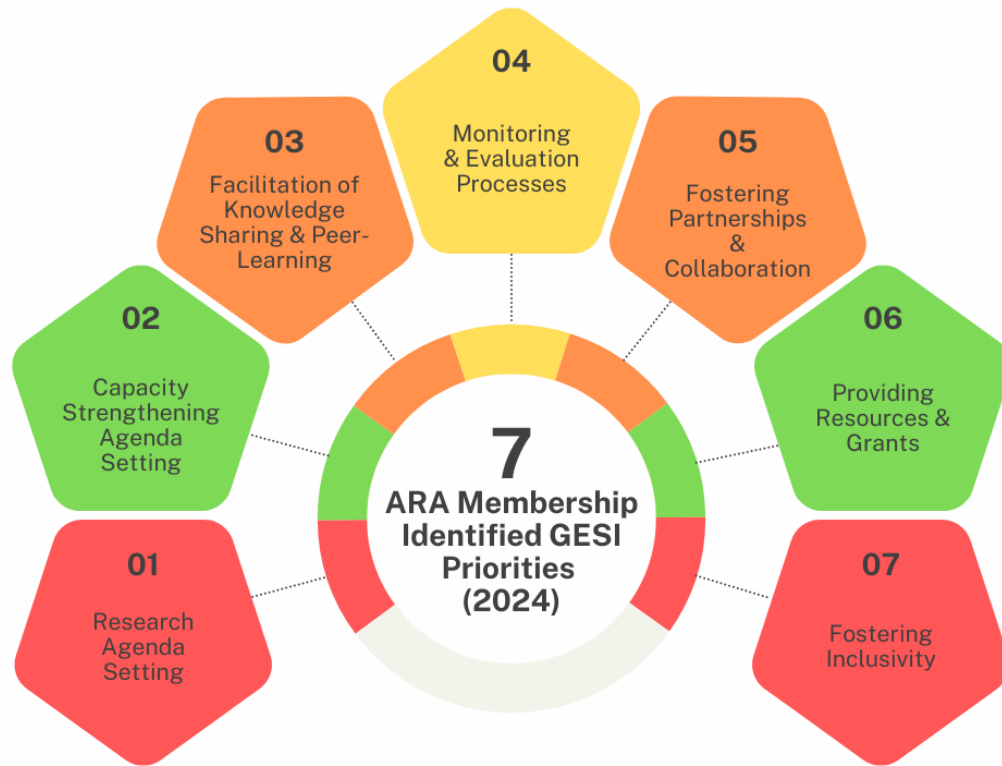 04
Monitoring
& Evaluation
Processes
03
Facilitation of
Knowledge
Sharing & Peer-
Learning
05
Fostering
Partnerships
&
Collaboration
02
Capacity
Strengthening
Agenda
Setting
06
Providing
Resources &
Grants
7
ARA Membership
Identified GESI
Priorities
(2024)
01
Research
Agenda
Setting
07
Fostering
Inclusivity